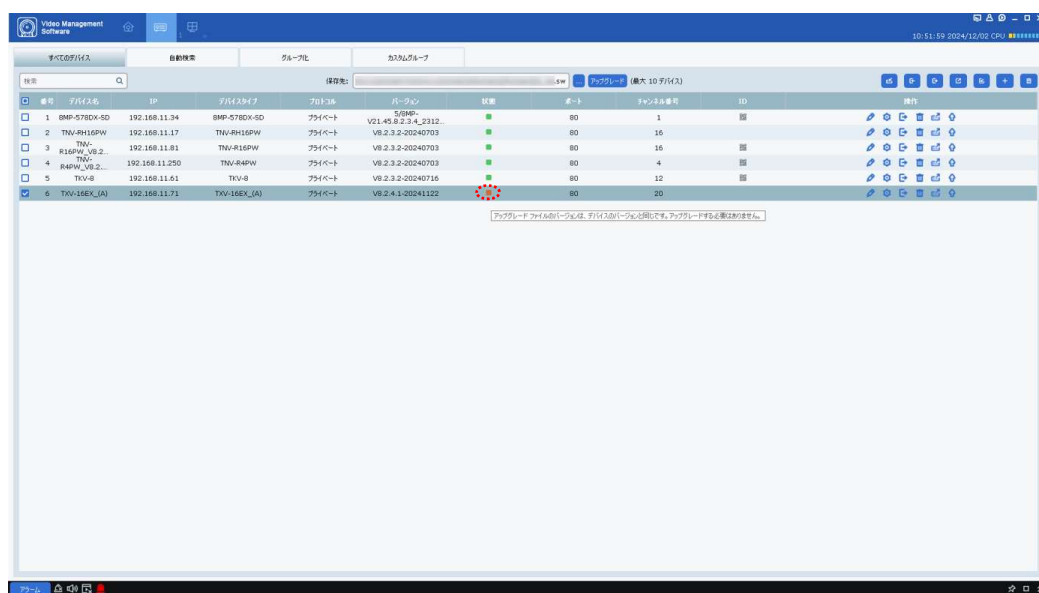 Video Management
Software
10:51:59 2024/12/02 CPU
すべてのデバイス 自動検索 グループ化 カスタムグループ
検索 保存先: .sw ... アップグレード (最大 10 デバイス)
番号 デバイス名 IP デバイスタイプ プロトコル バージョン 状態 ポート チャンネル番号 ID 操作
1 8MP-578DX-SD 192.168.11.34 8MP-578DX-SD プライベート 5/8MP-V21.45.8.2.3.4_2312... 80 1
2 TNV-RH16PW 192.168.11.17 TNV-RH16PW プライベート V8.2.3.2-20240703 80 16
3 TNV-R16PW_V8.2... 192.168.11.81 TNV-R16PW プライベート V8.2.3.2-20240703 80 16
4 TNV-R4PW_V8.2... 192.168.11.250 TNV-R4PW プライベート V8.2.3.2-20240703 80 4
5 TKV-8 192.168.11.61 TKV-8 プライベート V8.2.3.2-20240716 80 12
6 TXV-16EX_(A) 192.168.11.71 TXV-16EX_(A) プライベート V8.2.4.1-20241122 80 20
アップグレード ファイルのバージョンは、デバイスのバージョンと同じです。アップグレードする必要はありません。
アラーム